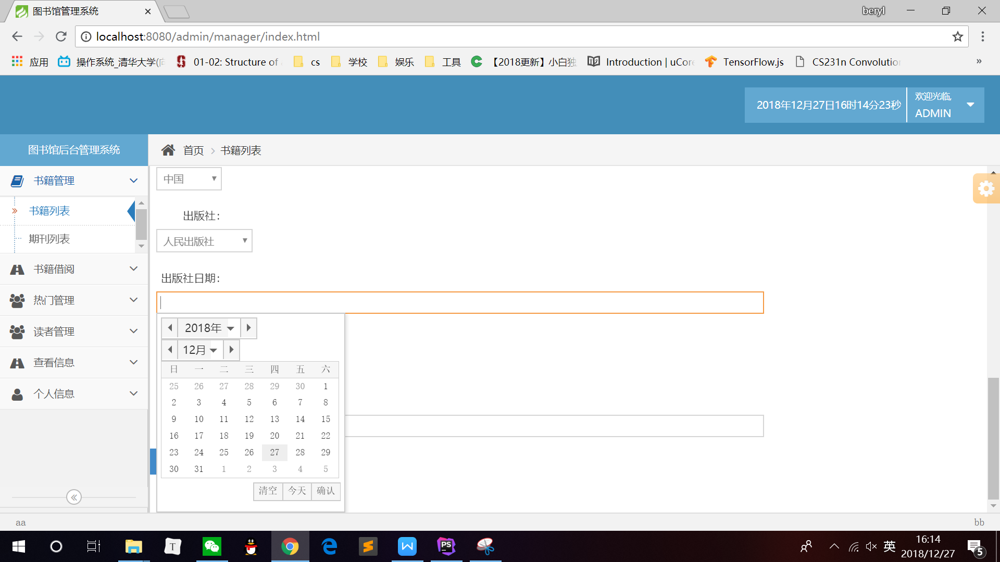 图书馆管理系统
beryl
localhost:8080/admin/manager/index.html
应用
操作系统_清华大学(向
01-02: Structure of
cs
学校
娱乐
工具
【2018更新】小白独
Introduction | uCore
TensorFlow.js
CS231n Convolution
»
2018年12月27日16时14分23秒
欢迎光临,
ADMIN
图书馆后台管理系统
首页
书籍列表
书籍管理
书籍列表
期刊列表
书籍借阅
热门管理
读者管理
查看信息
个人信息
中国
出版社：
人民出版社
出版社日期：
2018年
12月
日 一 二 三 四 五 六
25 26 27 28 29 30 1
2 3 4 5 6 7 8
9 10 11 12 13 14 15
16 17 18 19 20 21 22
23 24 25 26 27 28 29
30 31 1 2 3 4 5
清空 今天 确认
aa
bb
T
PS
英
16:14
2018/12/27
5